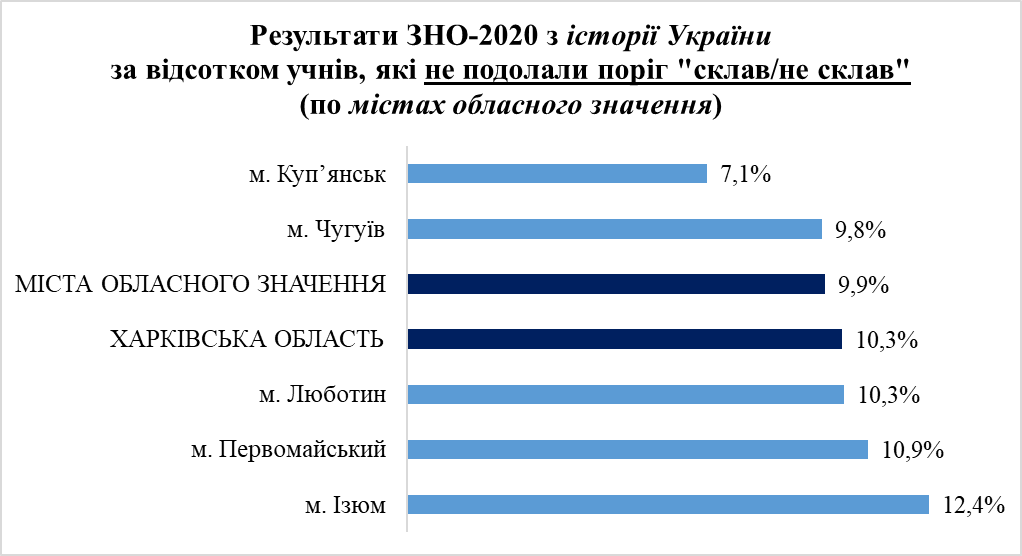 Результати ЗНО-2020 з історії України
за відсотком учнів, які не подолали поріг "склав/не склав"
(по містах обласного значення)
м. Куп’янськ 7,1%
м. Чугуїв 9,8%
МІСТА ОБЛАСНОГО ЗНАЧЕННЯ 9,9%
ХАРКІВСЬКА ОБЛАСТЬ 10,3%
м. Люботин 10,3%
м. Первомайський 10,9%
м. Ізюм 12,4%